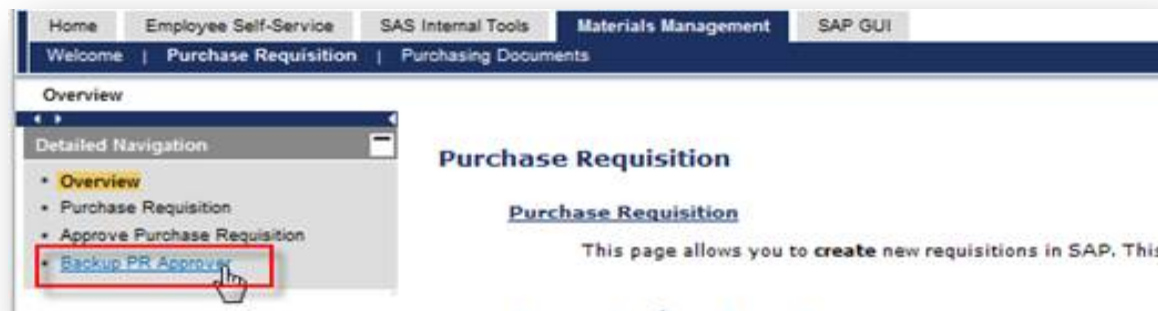 Home Employee Self-Service SAS Internal Tools Materials Management SAP GUI
Welcome | Purchase Requisition | Purchasing Documents
Overview
Detailed Navigation
• Overview
• Purchase Requisition
• Approve Purchase Requisition
• Backup PR Approver
Purchase Requisition
Purchase Requisition
This page allows you to create new requisitions in SAP. This